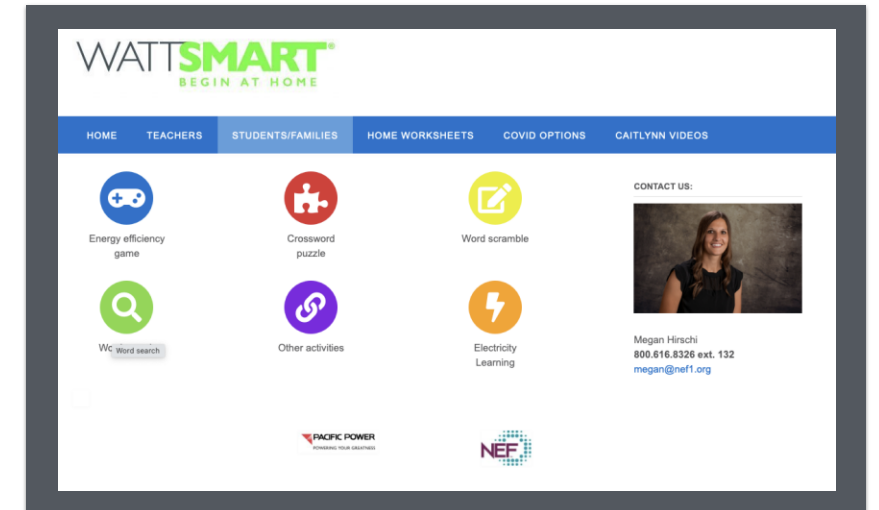 WATTSMART®
BEGIN AT HOME
HOME TEACHERS STUDENTS/FAMILIES HOME WORKSHEETS COVID OPTIONS CAITLYNN VIDEOS
CONTACT US:
Energy efficiency
game
Crossword
puzzle
Word scramble
Word search
Other activities
Electricity
Learning
Megan Hirschi
800.616.8326 ext. 132
megan@nef1.org
PACIFIC POWER
POWERING YOUR GREATNESS
NEF